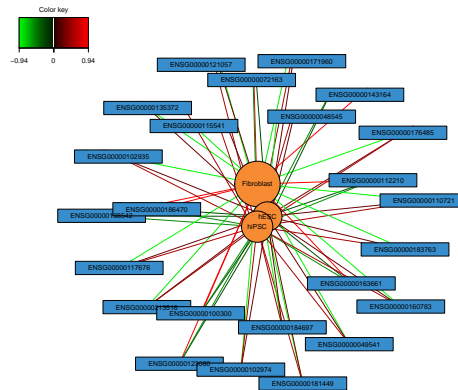 Color key
−0.94 0 0.94
ENSG00000171960
ENSG00000121057
ENSG00000072163
ENSG00000143164
ENSG00000135372
ENSG00000048545
ENSG00000115541
ENSG00000176485
ENSG00000102935
Fibroblast
ENSG00000112210
ENSG00000110721
ENSG00000186470
hESC
hiPSC
ENSG00000183763
ENSG00000117676
ENSG00000163661
ENSG00000160783
ENSG00000100300
ENSG00000184697
ENSG00000049541
ENSG00000102974
ENSG00000181449